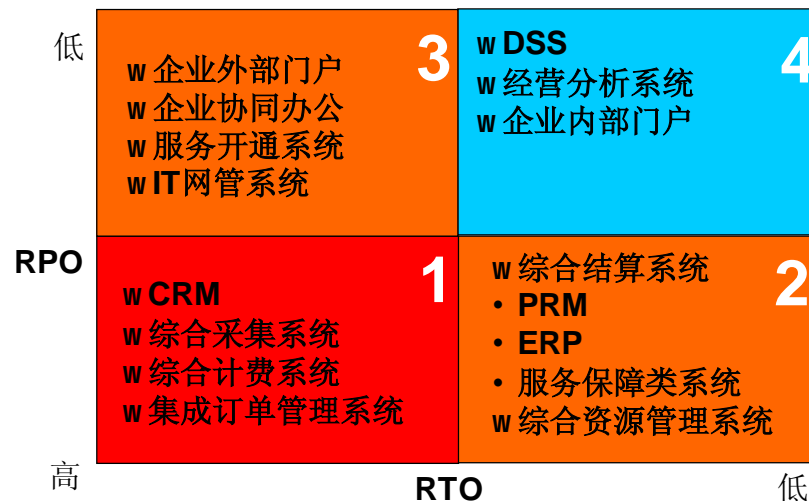 低
3
w 企业外部门户
w 企业协同办公
w 服务开通系统
w IT网管系统
4
w DSS
w 经营分析系统
w 企业内部门户
RPO
1
w CRM
w 综合采集系统
w 综合计费系统
w 集成订单管理系统
2
w 综合结算系统
• PRM
• ERP
• 服务保障类系统
w 综合资源管理系统
高
RTO
低